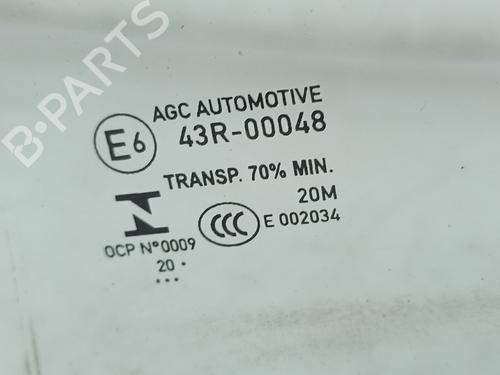 B-PARTS
AGC AUTOMOTIVE
E6 43R-00048
TRANSP. 70% MIN.
20M
CCC E 002034
OCP N°0009
20 •
•••